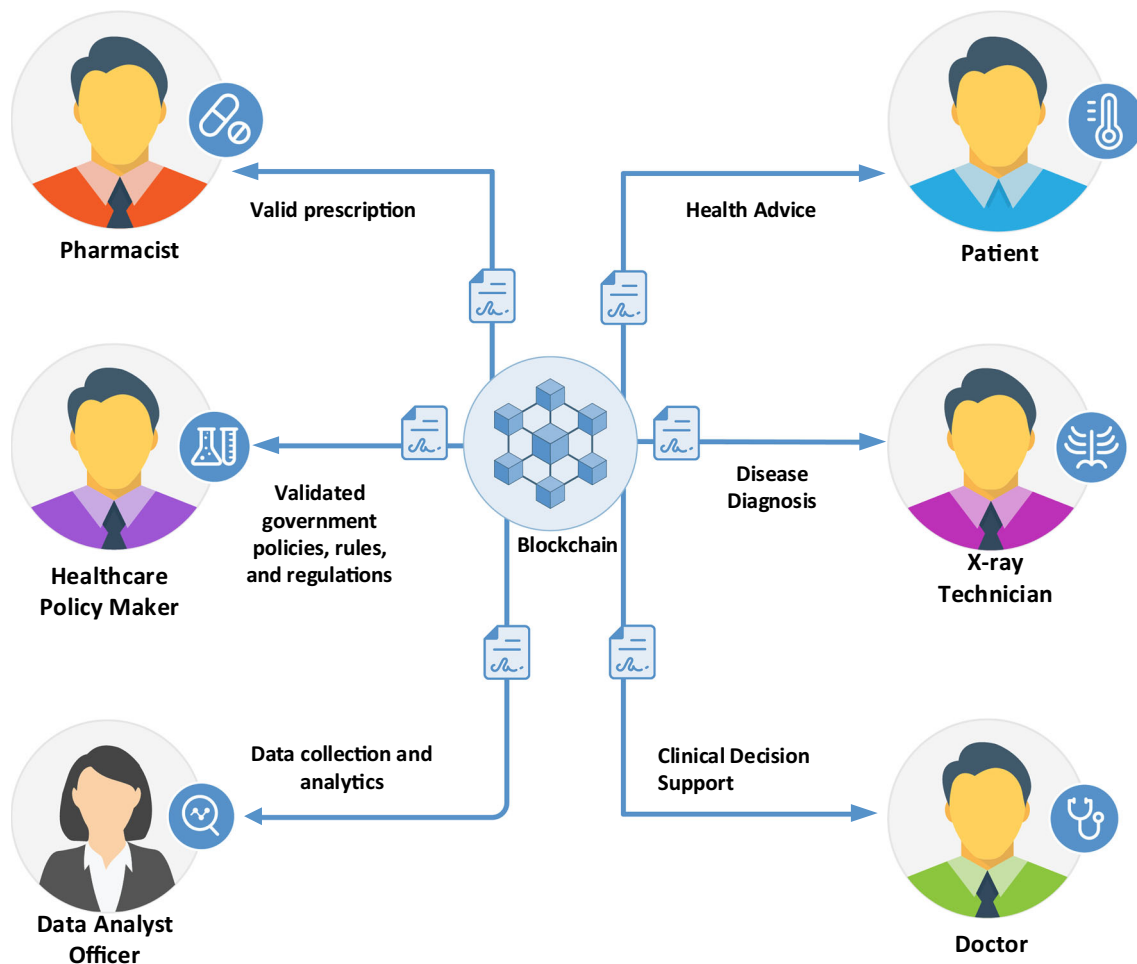 Valid prescription
Pharmacist
Health Advice
Patient
Validated
government
policies, rules,
and regulations
Healthcare
Policy Maker
Blockchain
Disease
Diagnosis
X-ray
Technician
Data collection and
analytics
Data Analyst
Officer
Clinical Decision
Support
Doctor